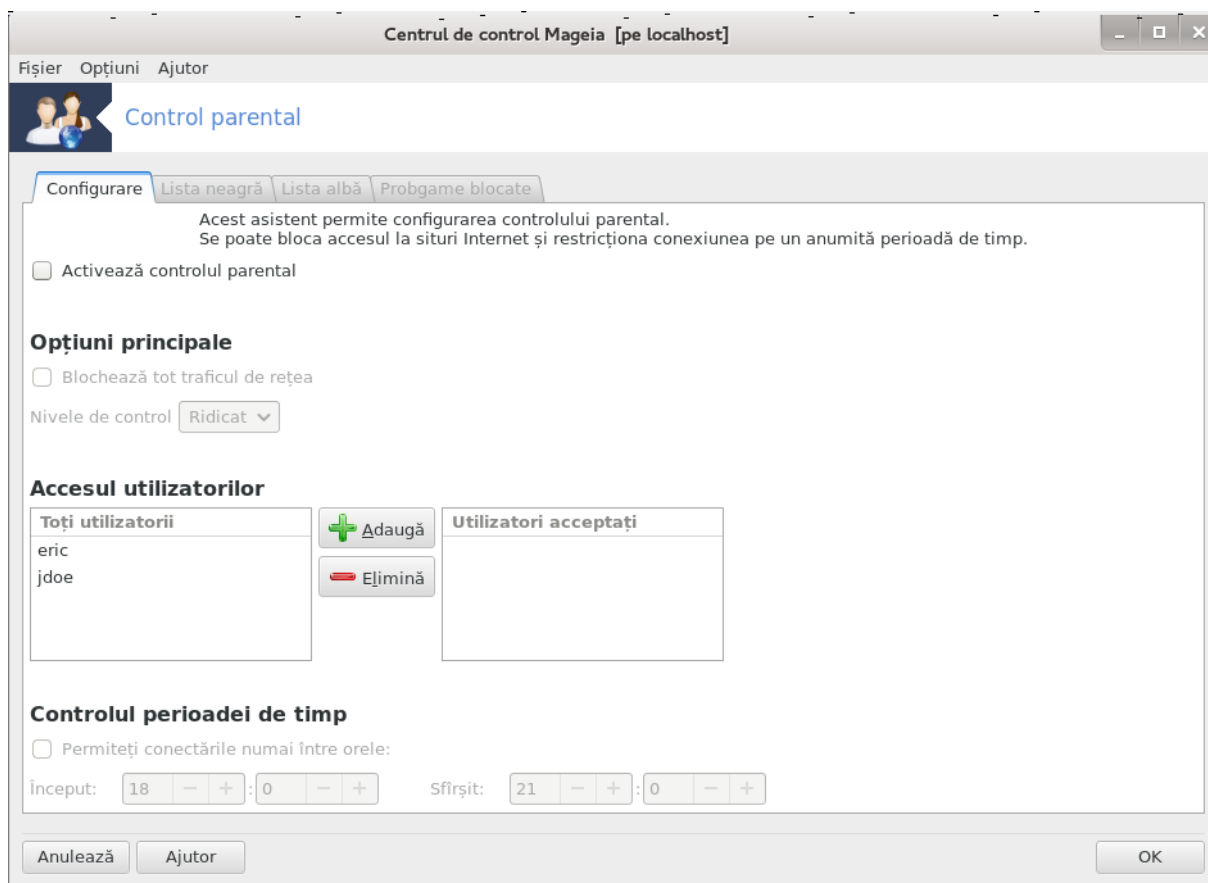 Centrul de control Mageia [pe localhost]
Fișier Opțiuni Ajutor
Control parental
Configurare Lista neagră Lista albă Probgame blocate
Acest asistent permite configurarea controlului parental.
Se poate bloca accesul la situri Internet și restricționa conexiunea pe un anumită perioadă de timp.
Activează controlul parental
Opțiuni principale
Blochează tot traficul de rețea
Nivele de control Ridicat
Accesul utilizatorilor
Toți utilizatorii
eric
jdoe
Adaugă
Elimină
Utilizatori acceptați
Controlul perioadei de timp
Permiteți conectările numai între orele:
Început: 18 − + : 0 − + Sfîrșit: 21 − + : 0 − +
Anulează Ajutor OK